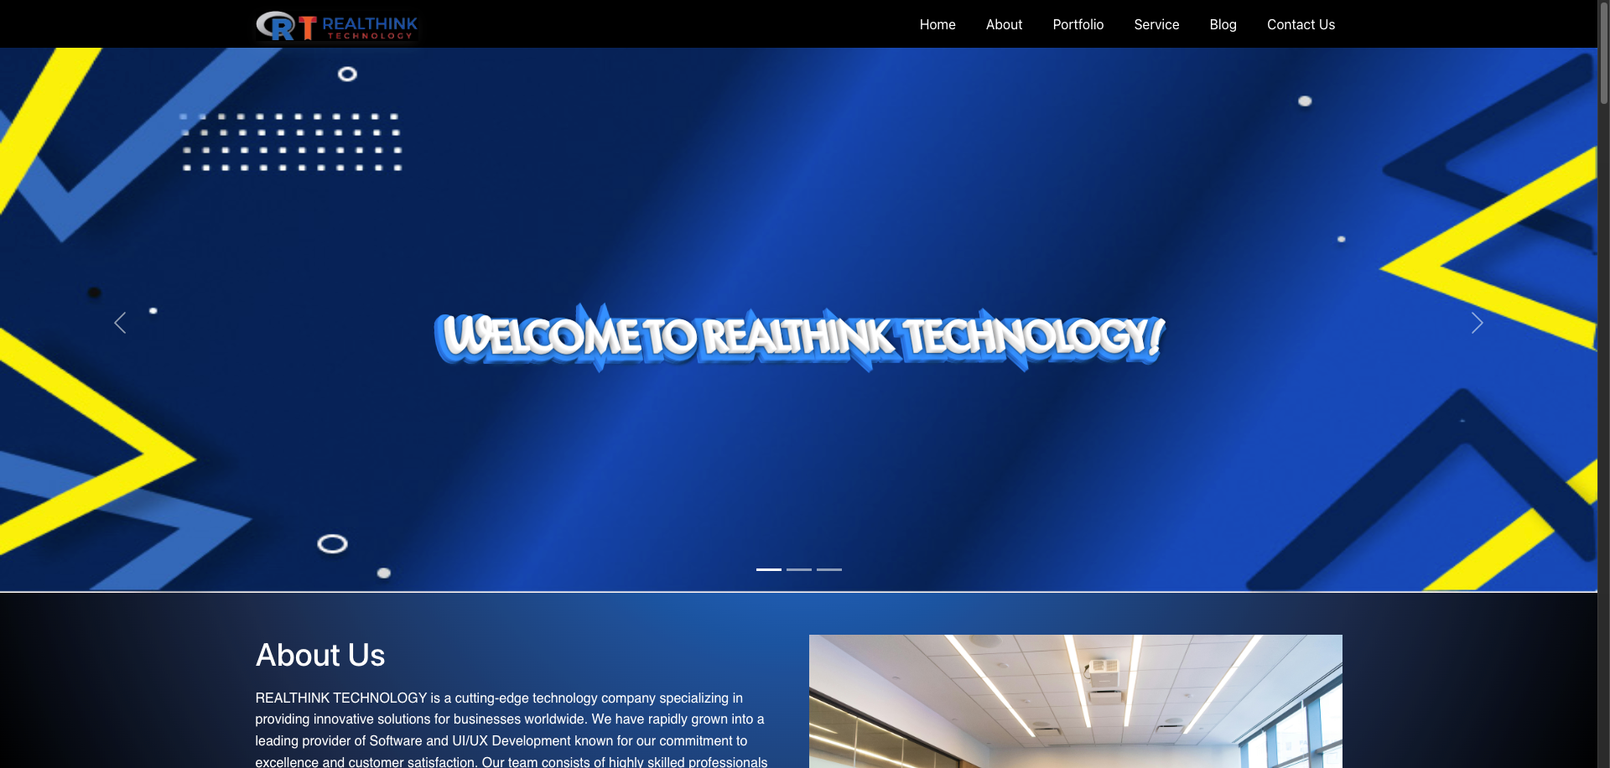 RT REALTHINK
TECHNOLOGY
Home About Portfolio Service Blog Contact Us
WELCOME TO REALTHINK TECHNOLOGY!
About Us
REALTHINK TECHNOLOGY is a cutting-edge technology company specializing in
providing innovative solutions for businesses worldwide. We have rapidly grown into a
leading provider of Software and UI/UX Development known for our commitment to
excellence and customer satisfaction. Our team consists of highly skilled professionals